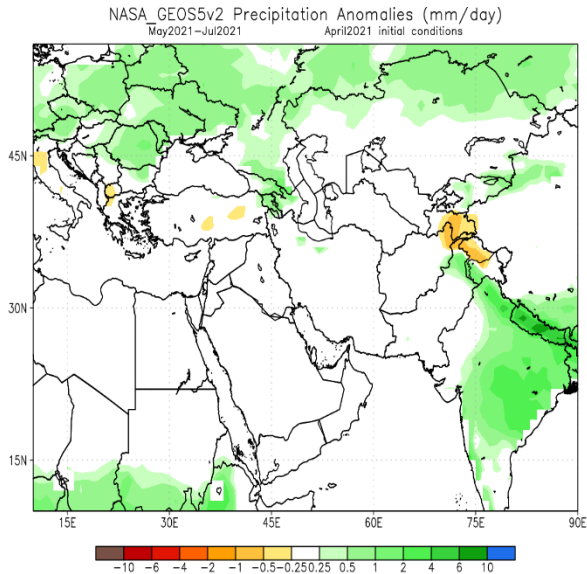 NASA_GEOS5v2 Precipitation Anomalies (mm/day)
May2021-Jul2021 April2021 initial conditions
45N
30N
15N
15E 30E 45E 60E 75E 90E
-10 -6 -4 -2 -1 -0.5 -0.25 0.25 0.5 1 2 4 6 10